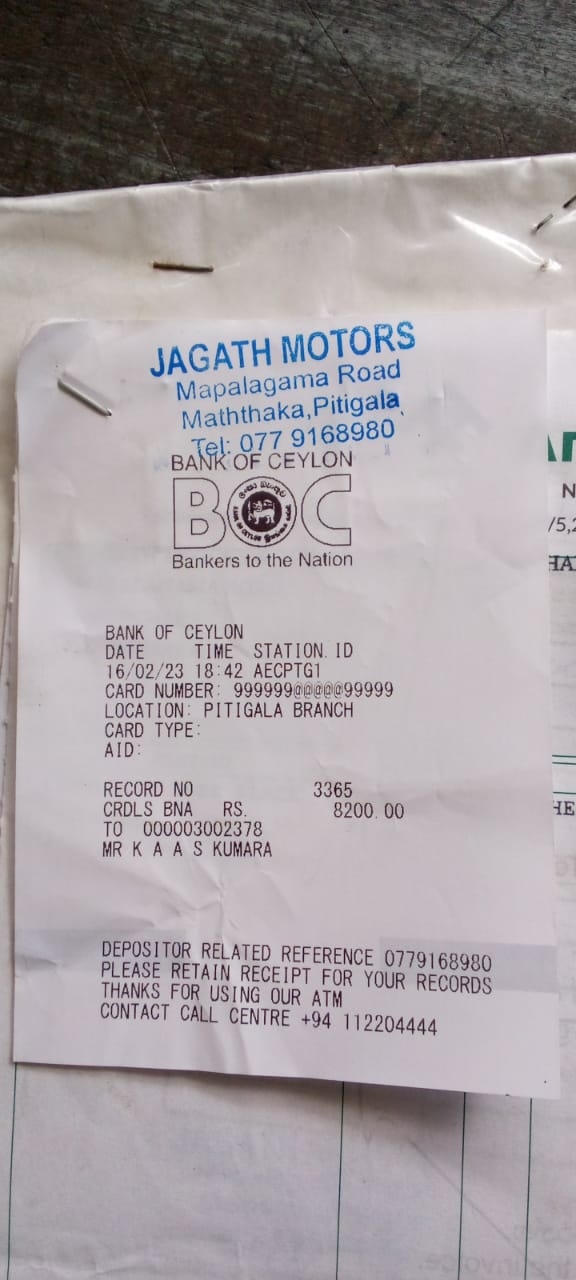 JAGATH MOTORS
Mapalagama Road
Maththaka,Pitigala
Tel: 077 9168980
BANK OF CEYLON
BOC
Bankers to the Nation
BANK OF CEYLON
DATE TIME STATION ID
16/02/23 18:42 AECPTG1
CARD NUMBER: 999999@@@@@99999
LOCATION: PITIGALA BRANCH
CARD TYPE:
AID:
RECORD NO 3365
CRDLS BNA RS. 8200.00
TO 000003002378
MR K A A S KUMARA
DEPOSITOR RELATED REFERENCE 0779168980
PLEASE RETAIN RECEIPT FOR YOUR RECORDS
THANKS FOR USING OUR ATM
CONTACT CALL CENTRE +94 112204444